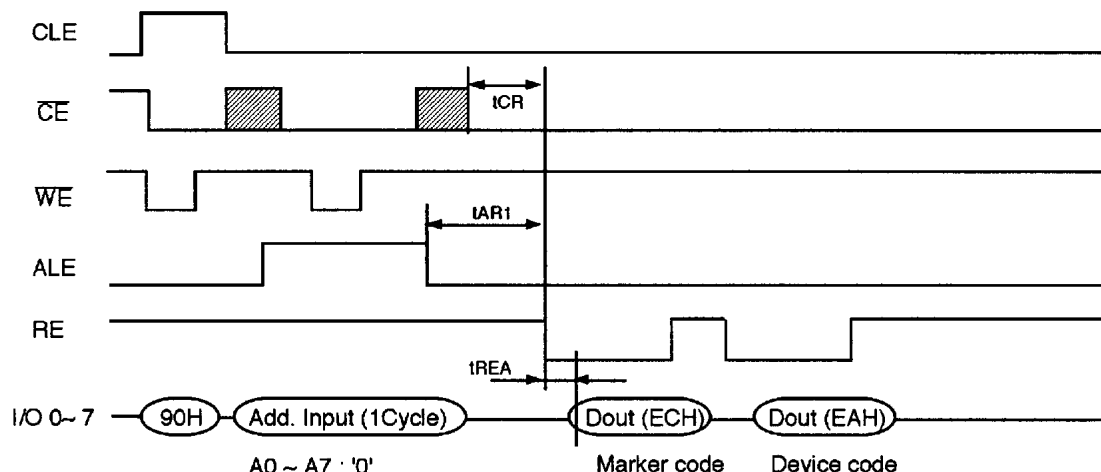 CLE
tCR
CE
WE
tAR1
ALE
RE
tREA
I/O 0~ 7
90H
Add. Input (1Cycle)
Dout (ECH)
Dout (EAH)
A0 ~ A7 : '0'
Marker code
Device code